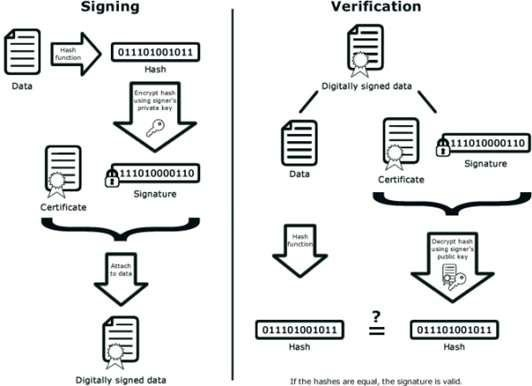 Signing
Data
Hash
function
011101001011
Hash
Encrypt hash
using signer's
private key
Certificate
111010000110
Signature
Attach
to data
Digitally signed data
Verification
Digitally signed data
Data
Certificate
111010000110
Signature
Hash
function
Decrypt hash
using signer's
public key
011101001011
Hash
?
=
011101001011
Hash
If the hashes are equal, the signature is valid.